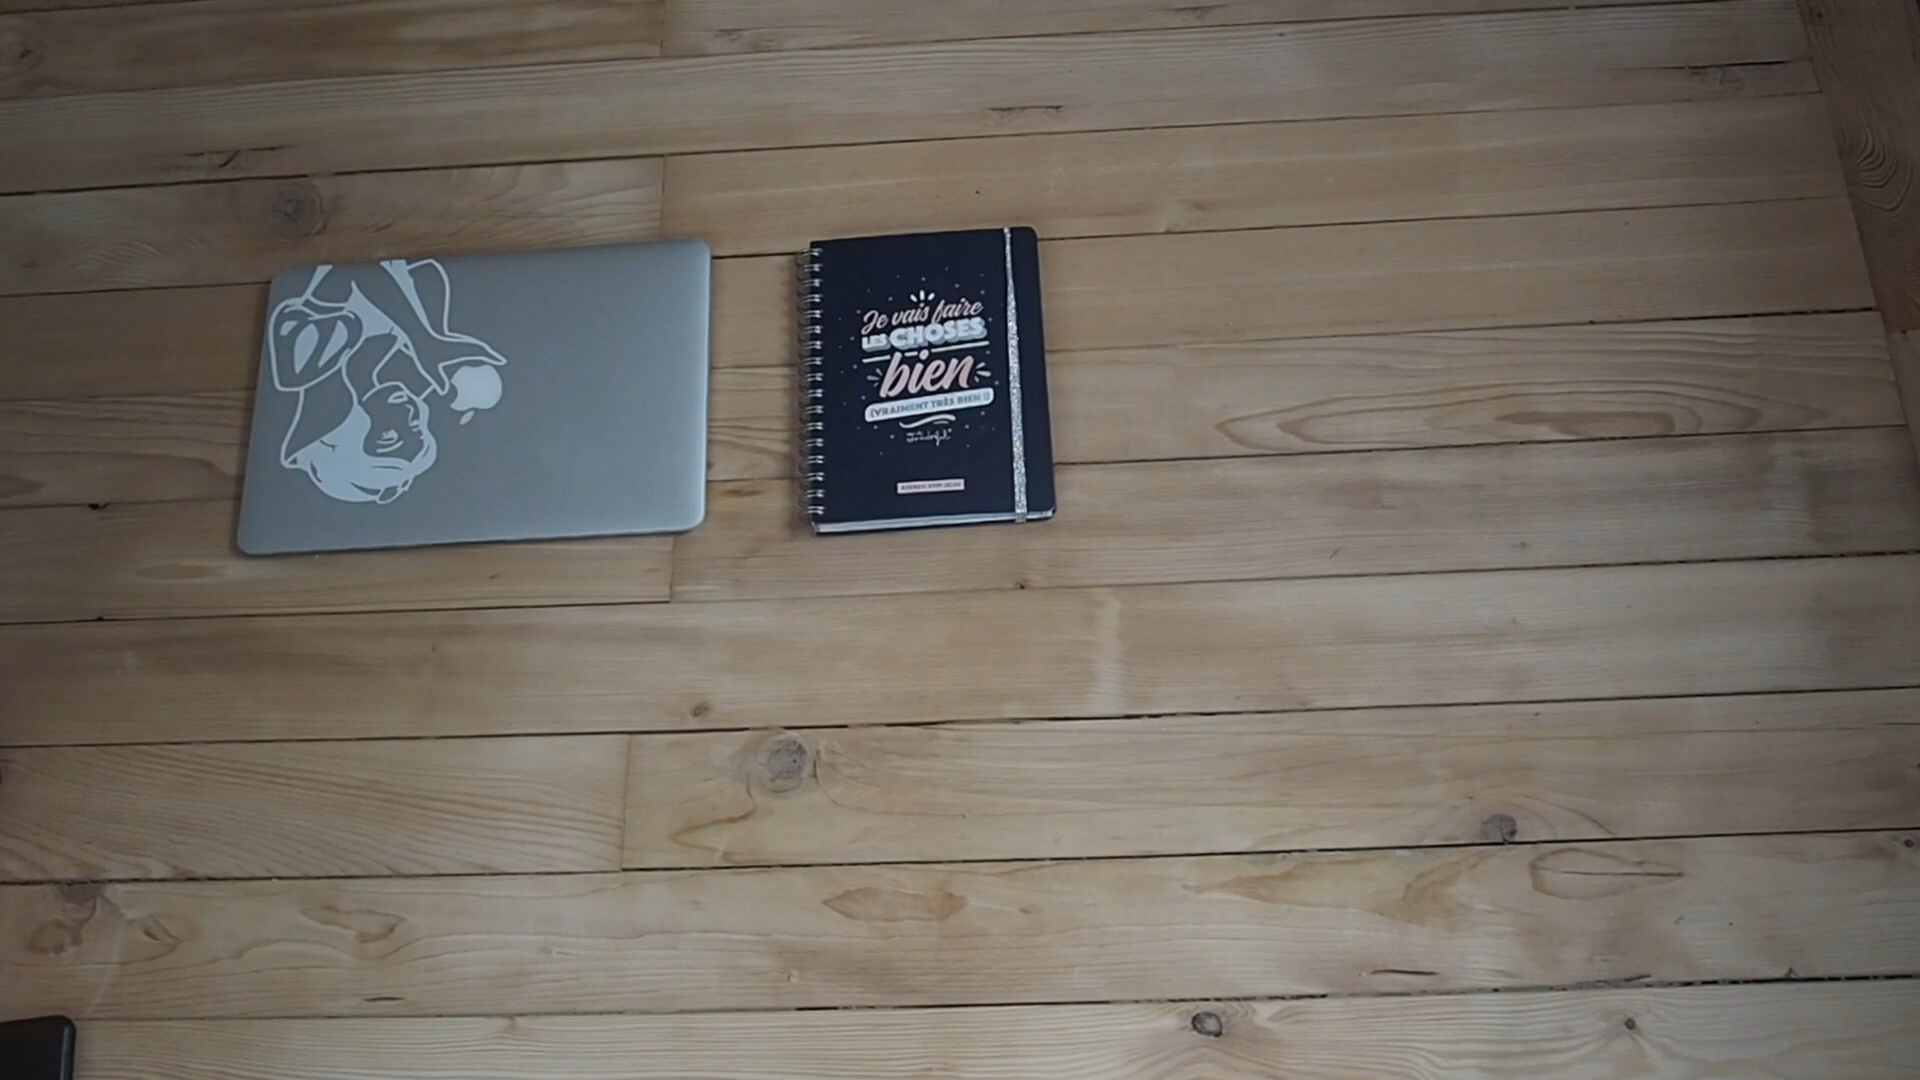 Je vais faire
LES CHOSES
bien
(VRAIMENT TRÈS BIEN !)